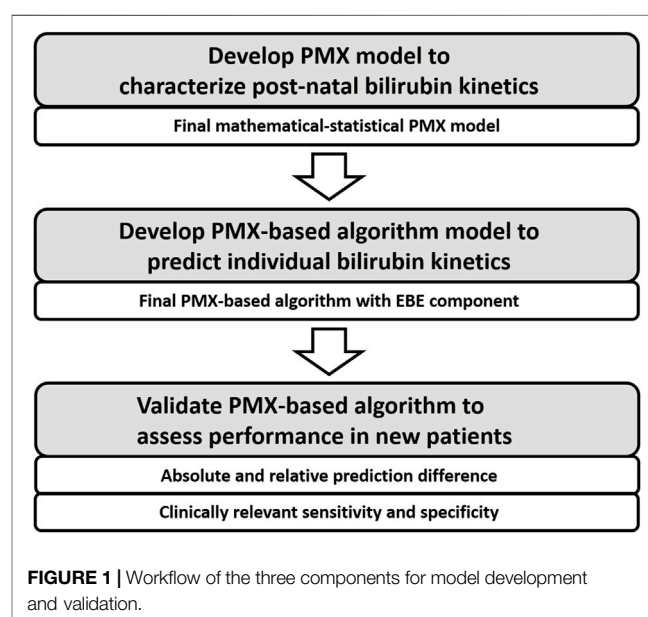 Develop PMX model to
characterize post-natal bilirubin kinetics
Final mathematical-statistical PMX model
Develop PMX-based algorithm model to
predict individual bilirubin kinetics
Final PMX-based algorithm with EBE component
Validate PMX-based algorithm to
assess performance in new patients
Absolute and relative prediction difference
Clinically relevant sensitivity and specificity
FIGURE 1 | Workflow of the three components for model development
and validation.